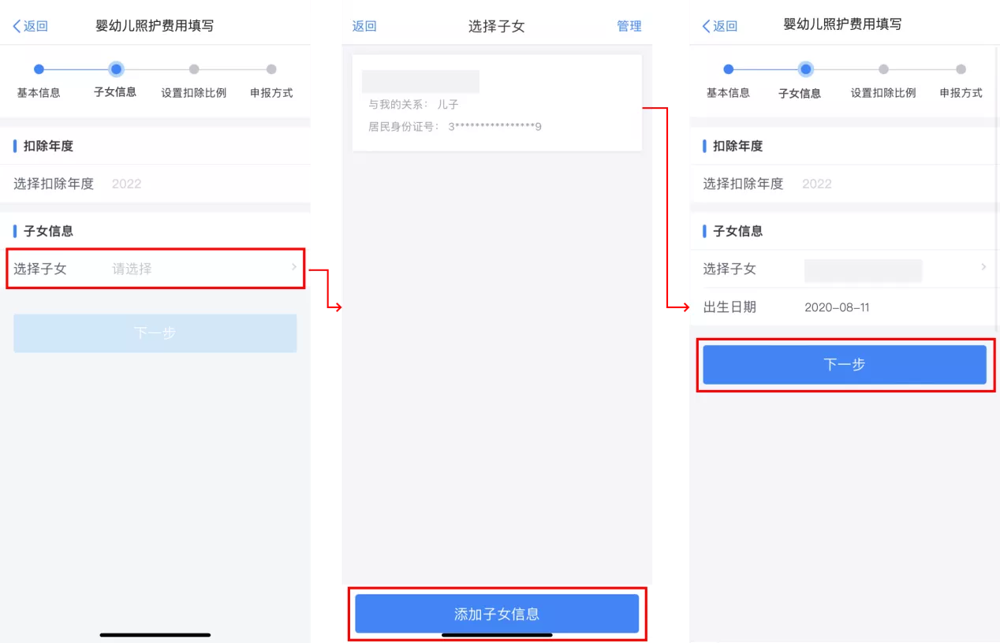 返回 婴幼儿照护费用填写
基本信息 子女信息 设置扣除比例 申报方式
扣除年度
选择扣除年度 2022
子女信息
选择子女 请选择
下一步
返回 选择子女 管理
与我的关系： 儿子
居民身份证号： 3****************9
添加子女信息
返回 婴幼儿照护费用填写
基本信息 子女信息 设置扣除比例 申报方式
扣除年度
选择扣除年度 2022
子女信息
选择子女
出生日期 2020-08-11
下一步